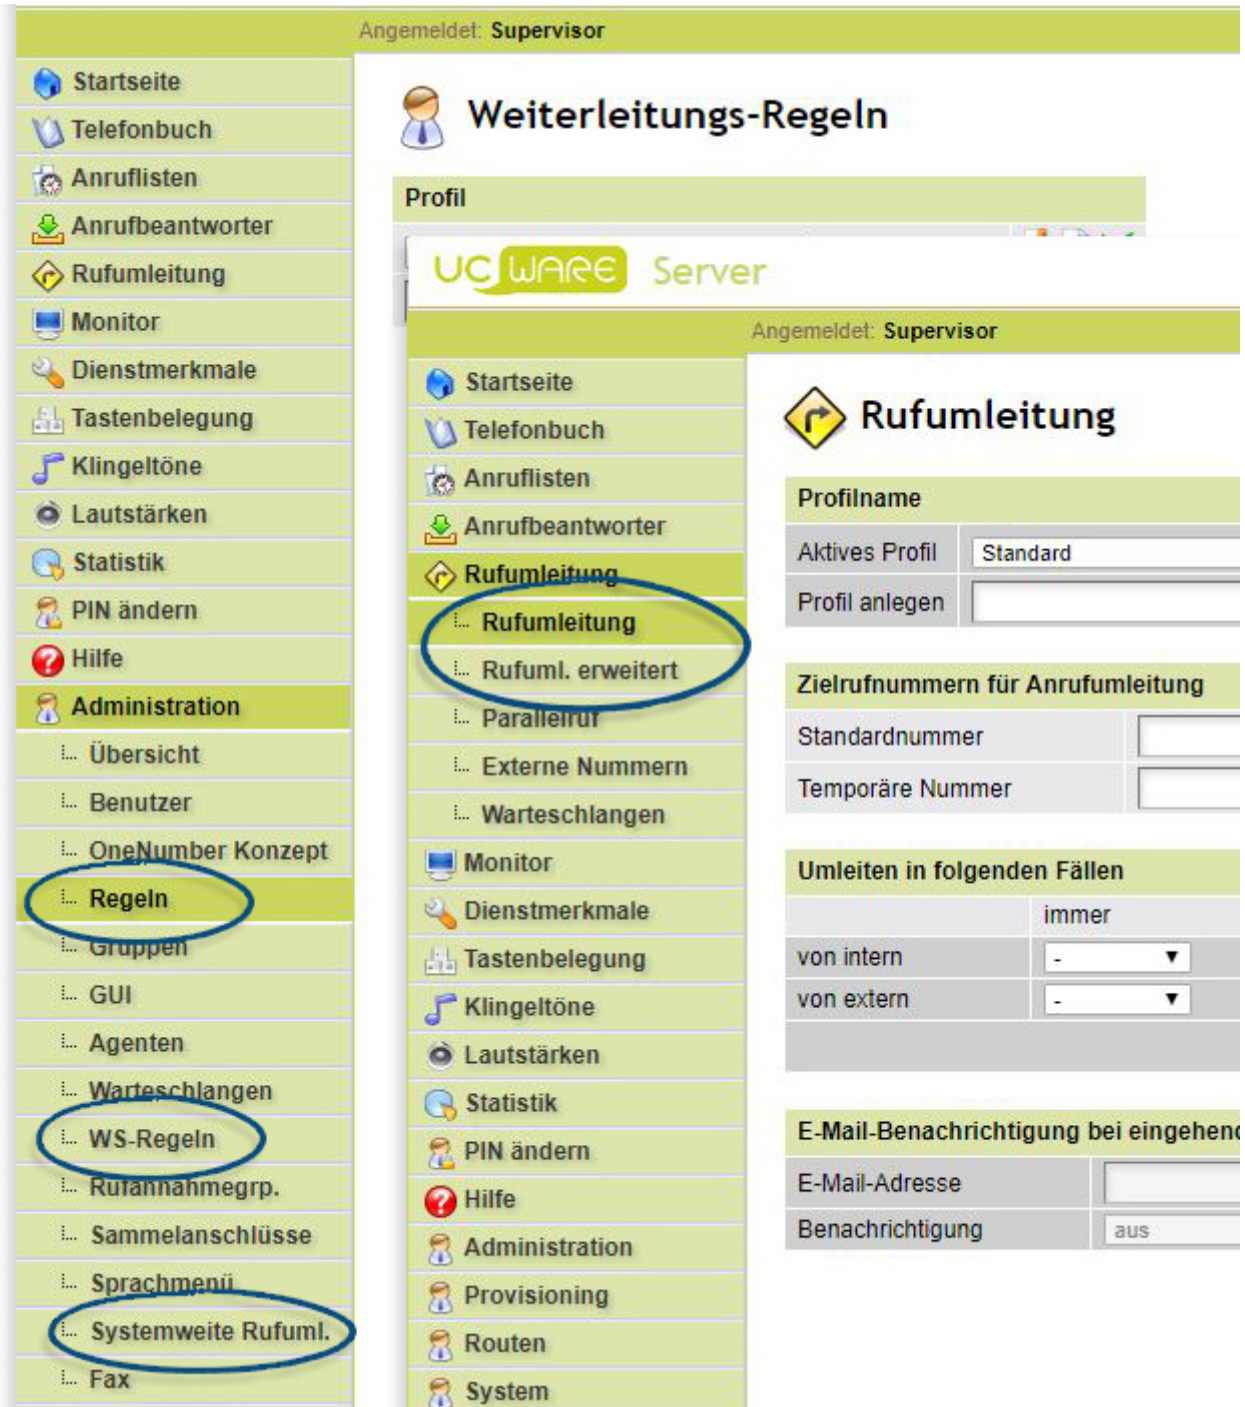 Angemeldet: Supervisor
Startseite
Telefonbuch
Anruflisten
Anrufbeantworter
Rufumleitung
Monitor
Dienstmerkmale
Tastenbelegung
Klingeltöne
Lautstärken
Statistik
PIN ändern
Hilfe
Administration
Übersicht
Benutzer
OneNumber Konzept
Regeln
Gruppen
GUI
Agenten
Warteschlangen
WS-Regeln
Rufannahmegrp.
Sammelanschlüsse
Sprachmenü
Systemweite Rufuml.
Fax
Weiterleitungs-Regeln
Profil
UCWARE Server
Angemeldet: Supervisor
Startseite
Telefonbuch
Anruflisten
Anrufbeantworter
Rufumleitung
Rufumleitung
Rufuml. erweitert
Parallelruf
Externe Nummern
Warteschlangen
Monitor
Dienstmerkmale
Tastenbelegung
Klingeltöne
Lautstärken
Statistik
PIN ändern
Hilfe
Administration
Provisioning
Routen
System
Rufumleitung
Profilname
Aktives Profil Standard
Profil anlegen
Zielrufnummern für Anrufumleitung
Standardnummer
Temporäre Nummer
Umleiten in folgenden Fällen
immer
von intern -
von extern -
E-Mail-Benachrichtigung bei eingehend
E-Mail-Adresse
Benachrichtigung aus